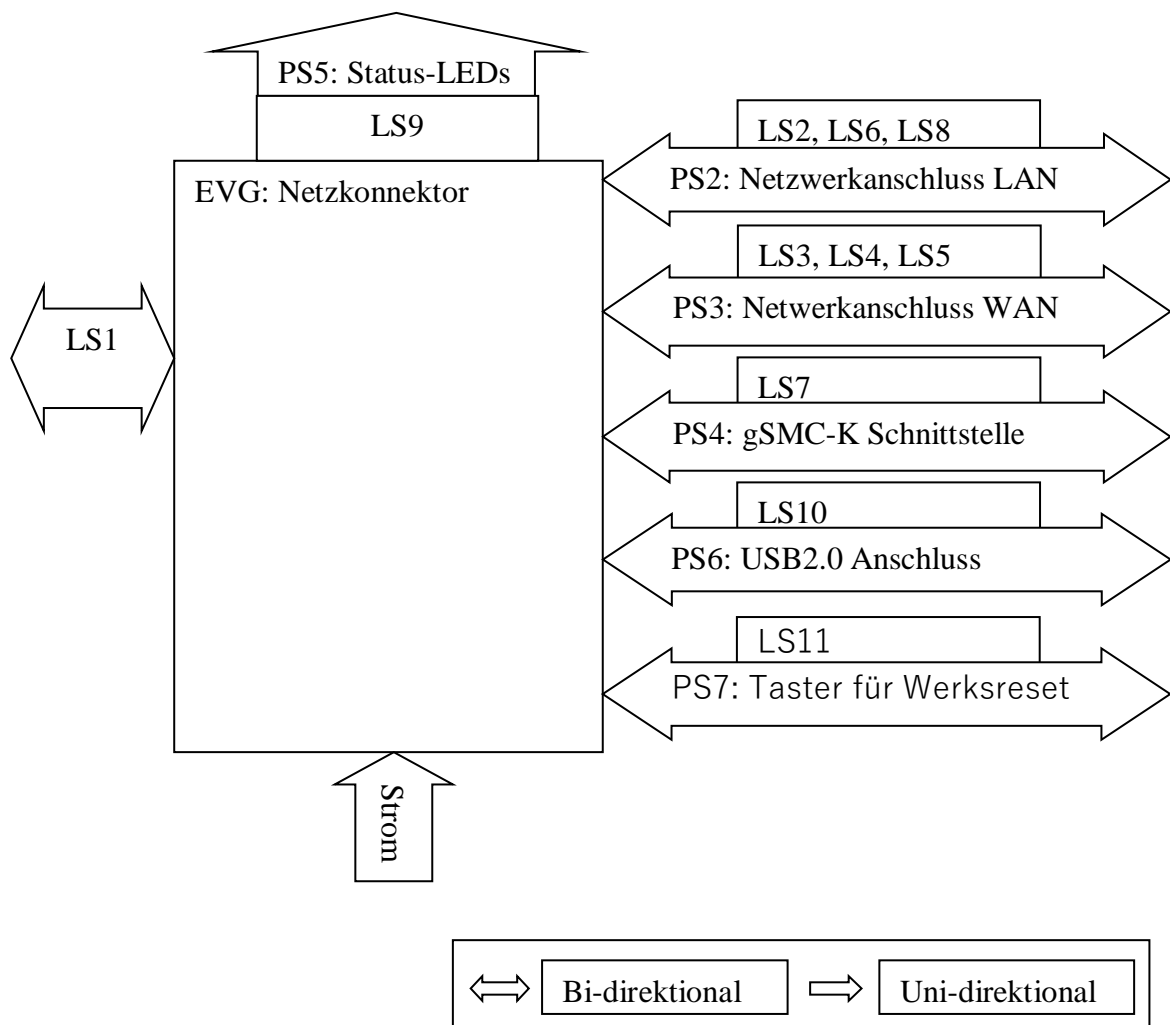 PS5: Status-LEDs
LS9
EVG: Netzkonnektor
LS1
LS2, LS6, LS8
PS2: Netzwerkanschluss LAN
LS3, LS4, LS5
PS3: Netwerkanschluss WAN
LS7
PS4: gSMC-K Schnittstelle
LS10
PS6: USB2.0 Anschluss
LS11
PS7: Taster für Werksreset
Strom
Bi-direktional
Uni-direktional